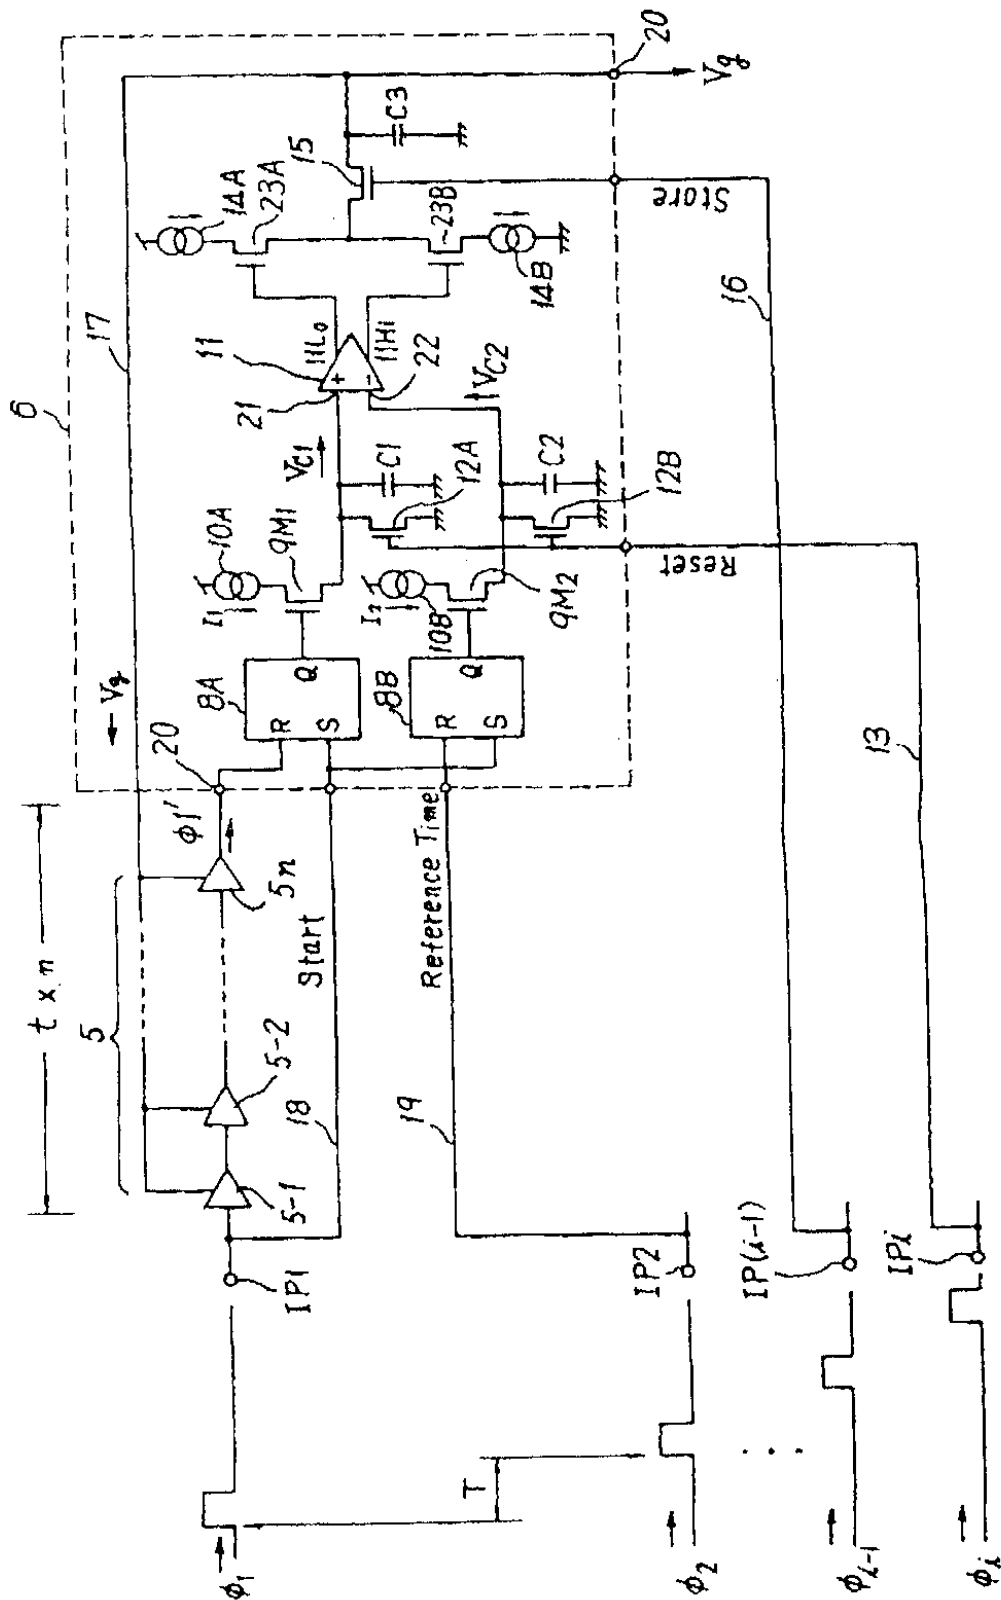 6
17
Vg
20
8A
R
Q
S
I1
10A
9M1
VC1
21
11
+
−
11Lo
11Hi
22
14A
23A
15
C3
20
Vg
23B
14B
C1
12A
VC2
C2
12B
I2
10B
8B
R
Q
S
9M2
Store
Reset
16
13
t x n
5
5-1
5-2
5n
ϕ1'
Start
18
Reference Time
19
IP1
IP2
IP(i-1)
IPi
T
. . .
ϕ1
ϕ2
ϕi-1
ϕi